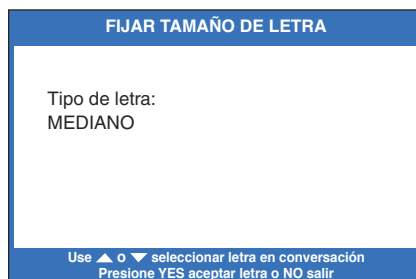 FIJAR TAMAÑO DE LETRA
Tipo de letra:
MEDIANO
Use ▲ o ▼ seleccionar letra en conversación
Presione YES aceptar letra o NO salir